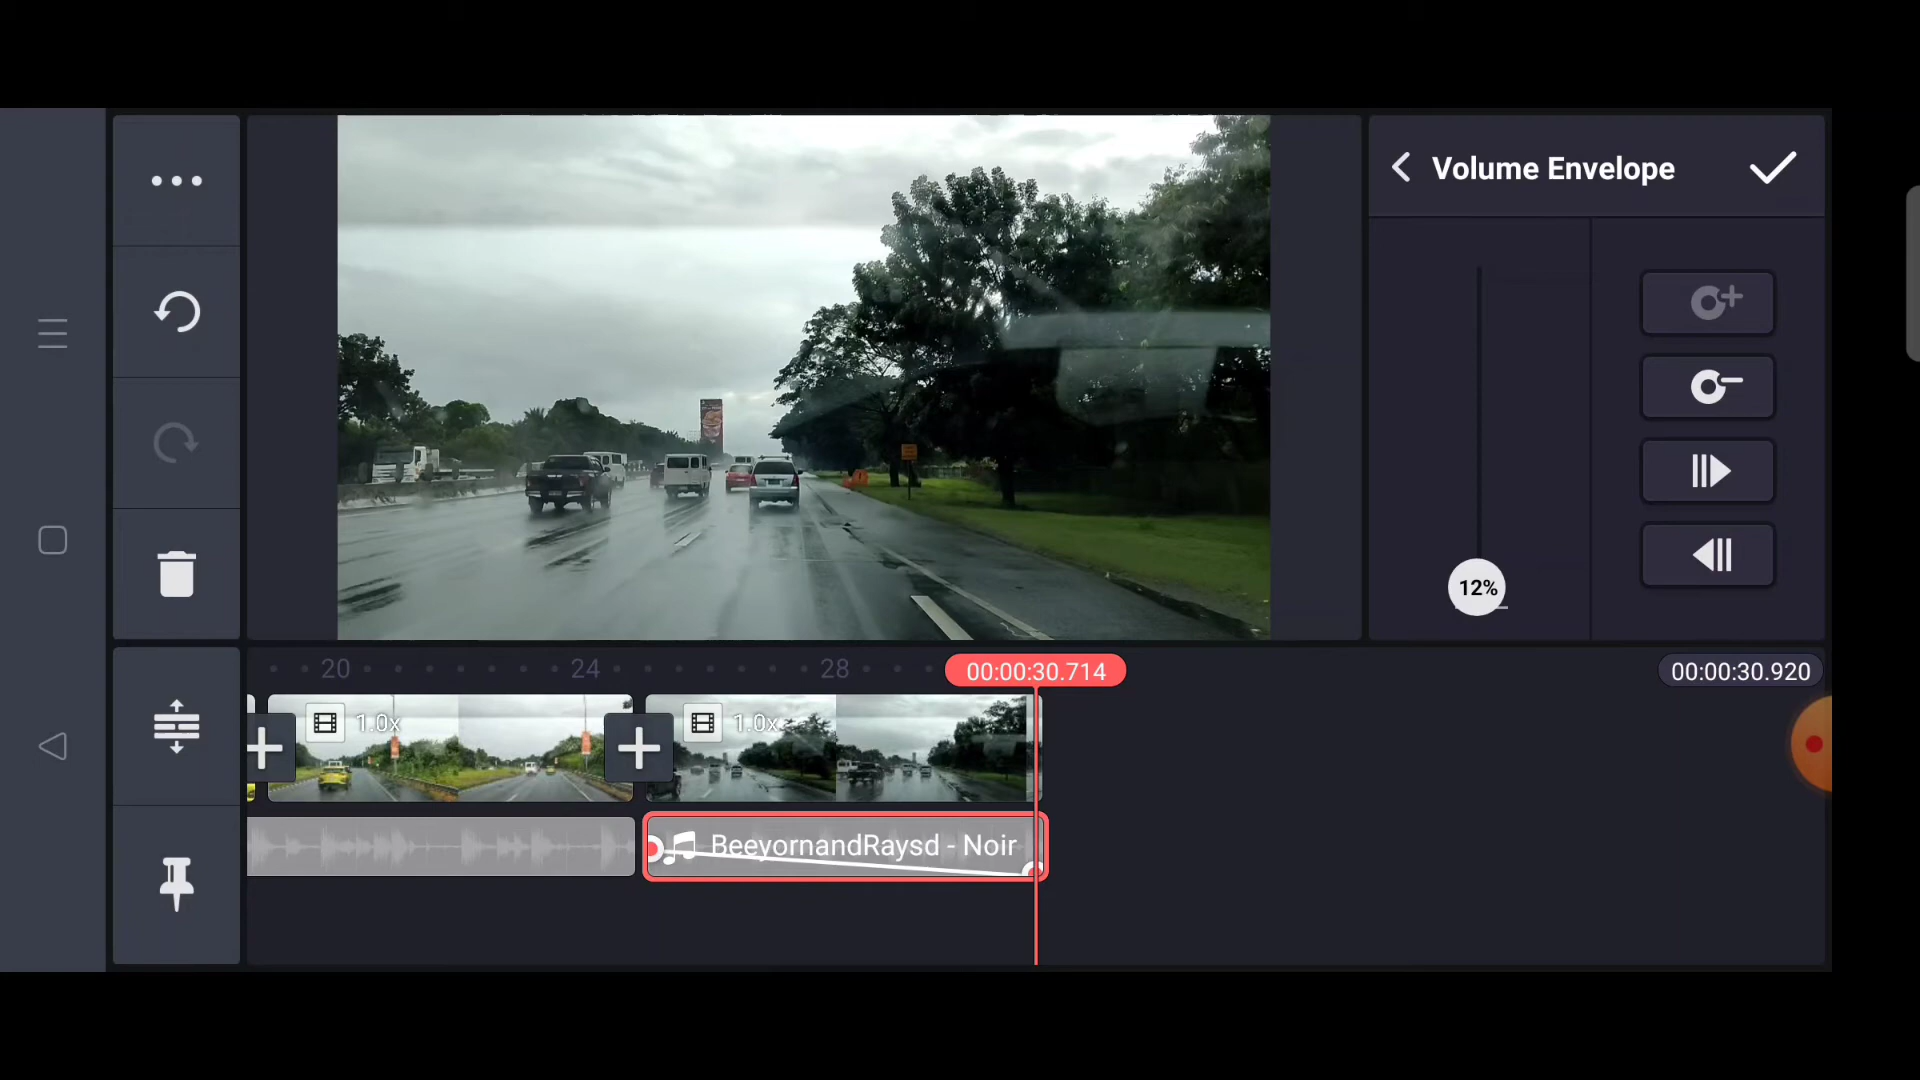 Volume Envelope
12%
20
24
28
00:00:30.714
00:00:30.920
1.0x
1.0x
BeeyornandRaysd - Noir